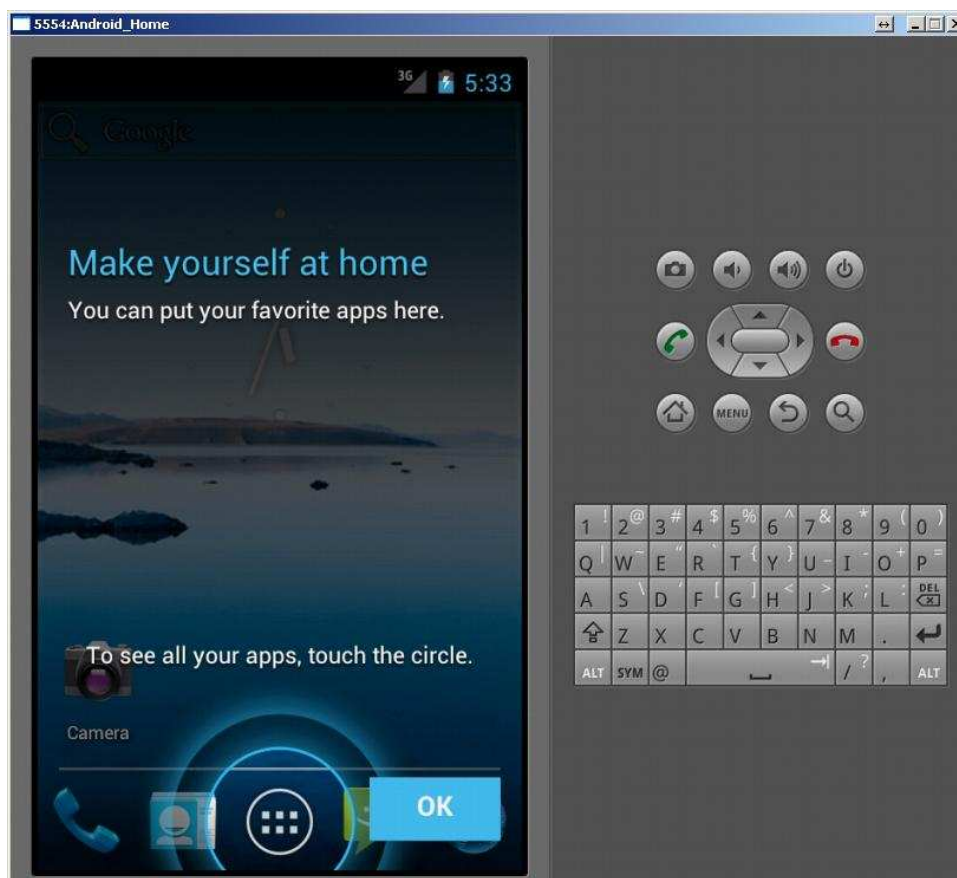 5554:Android_Home
3G 5:33
Google
Make yourself at home
You can put your favorite apps here.
To see all your apps, touch the circle.
Camera
OK
MENU
1 ! 2 @ 3 # 4 $ 5 % 6 ^ 7 & 8 * 9 ( 0 )
Q | W ~ E " R ` T { Y } U _ I - O + P =
A S \ D ' F [ G ] H < J > K ; L : DEL
Z X C V B N M .
ALT SYM @ / ? , ALT